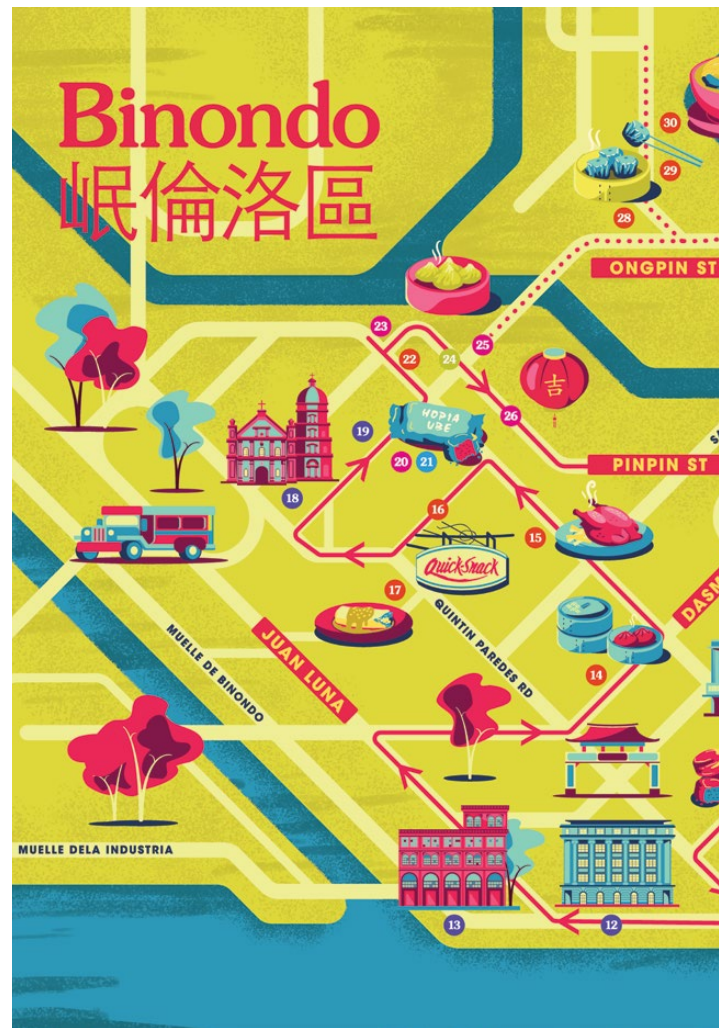 Binondo
岷倫洛區
30
29
28
ONGPIN ST
23
25
22
24
吉
26
HOPIA
UBE
19
20
21
PINPIN ST
18
16
15
QuickSnack
17
QUINTIN PAREDES RD
14
MUELLE DE BINONDO
JUAN LUNA
MUELLE DELA INDUSTRIA
13
12